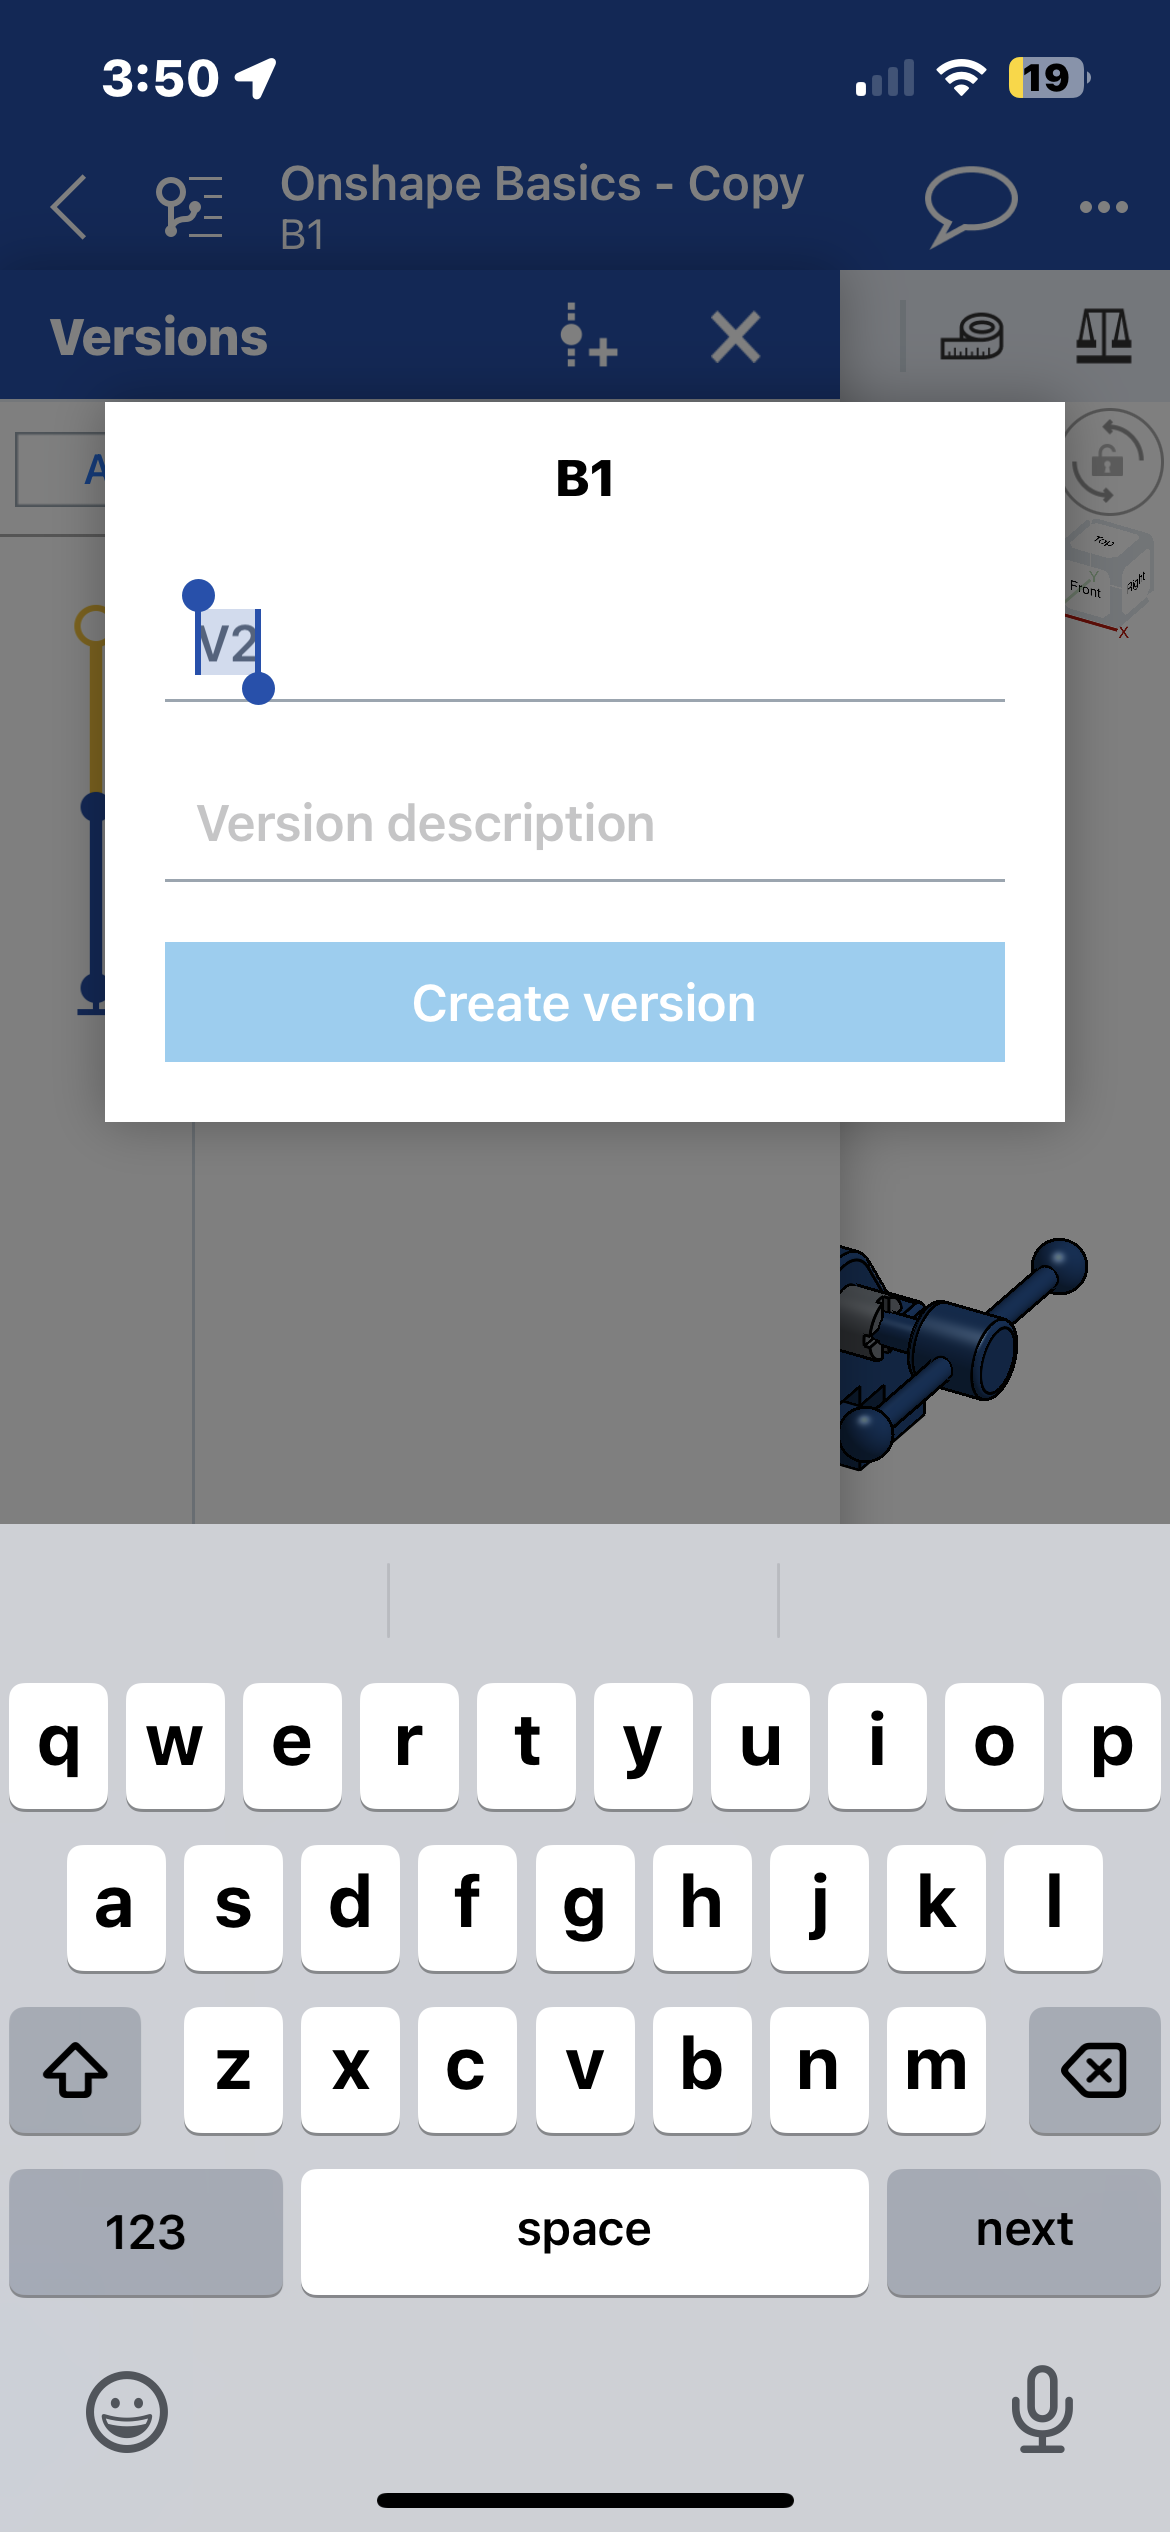 3:50
19
Onshape Basics - Copy
B1
Versions
A
Top
Front
Right
Y
X
B1
V2
Version description
Create version
q w e r t y u i o p
a s d f g h j k l
z x c v b n m
123 space next